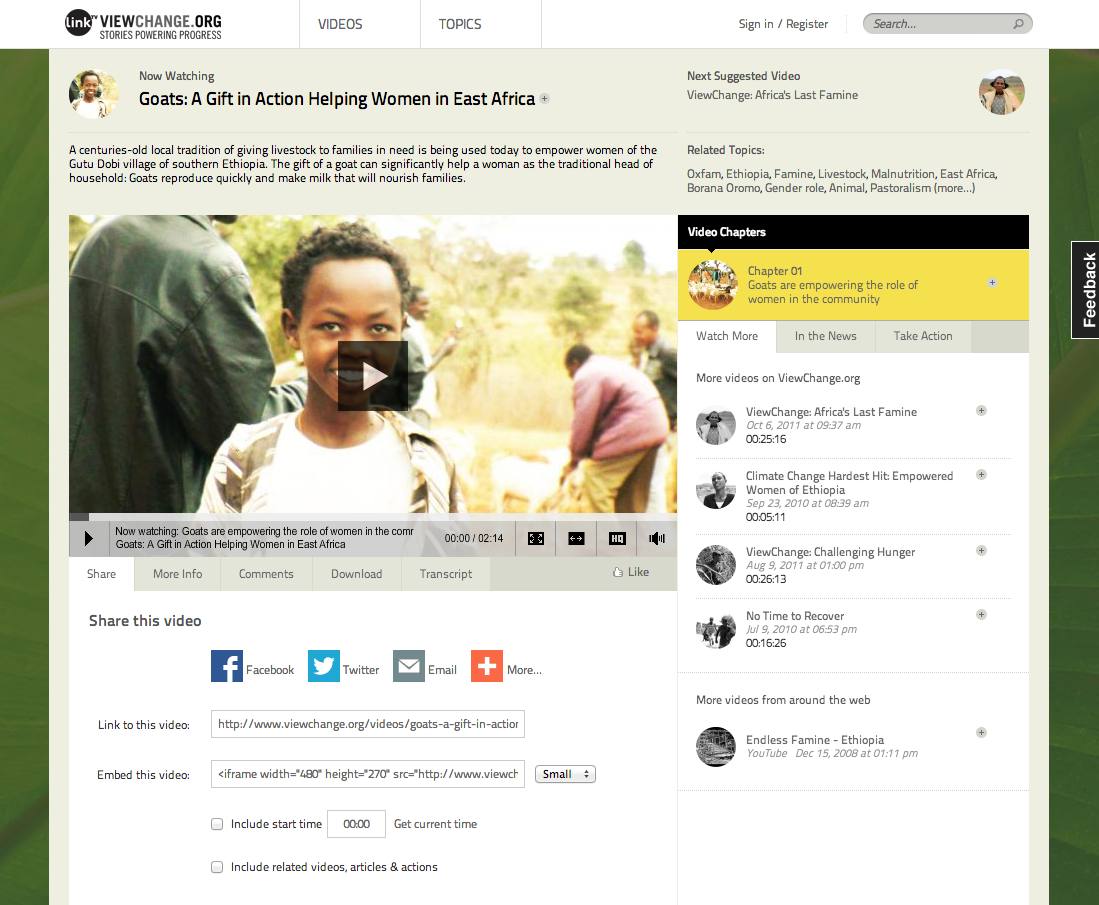 link™ VIEWCHANGE.ORG
STORIES POWERING PROGRESS
VIDEOS
TOPICS
Sign in / Register
Search...
Now Watching
Goats: A Gift in Action Helping Women in East Africa
Next Suggested Video
ViewChange: Africa's Last Famine
A centuries-old local tradition of giving livestock to families in need is being used today to empower women of the
Gutu Dobi village of southern Ethiopia. The gift of a goat can significantly help a woman as the traditional head of
household: Goats reproduce quickly and make milk that will nourish families.
Related Topics:
Oxfam, Ethiopia, Famine, Livestock, Malnutrition, East Africa,
Borana Oromo, Gender role, Animal, Pastoralism (more...)
Video Chapters
Chapter 01
Goats are empowering the role of
women in the community
Feedback
Watch More
In the News
Take Action
More videos on ViewChange.org
ViewChange: Africa's Last Famine
Oct 6, 2011 at 09:37 am
00:25:16
Climate Change Hardest Hit: Empowered
Women of Ethiopia
Sep 23, 2010 at 08:39 am
00:05:11
ViewChange: Challenging Hunger
Aug 9, 2011 at 01:00 pm
00:26:13
No Time to Recover
Jul 9, 2010 at 06:53 pm
00:16:26
More videos from around the web
Endless Famine - Ethiopia
YouTube Dec 15, 2008 at 01:11 pm
Now watching: Goats are empowering the role of women in the comr
Goats: A Gift in Action Helping Women in East Africa
00:00 / 02:14
HQ
Share
More Info
Comments
Download
Transcript
Like
Share this video
Facebook
Twitter
Email
More...
Link to this video:
http://www.viewchange.org/videos/goats-a-gift-in-action
Embed this video:
<iframe width="480" height="270" src="http://www.viewch
Small
Include start time
00:00
Get current time
Include related videos, articles & actions